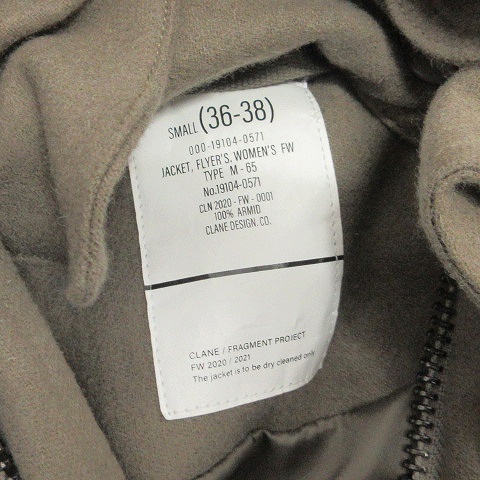 SMALL (36-38)
000-19104-0571
JACKET, FLYER'S, WOMEN'S FW
TYPE M-65
No.19104-0571
CLN 2020-FW-0001
100% ARMID
CLANE DESIGN. CO.
CLANE / FRAGMENT PROJECT
FW 2020 / 2021
The jacket is to be dry cleaned only